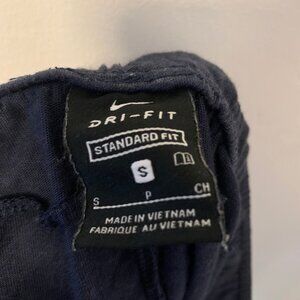 DRI-FIT
STANDARD FIT
S
S P CH
MADE IN VIETNAM
FABRIQUE AU VIETNAM